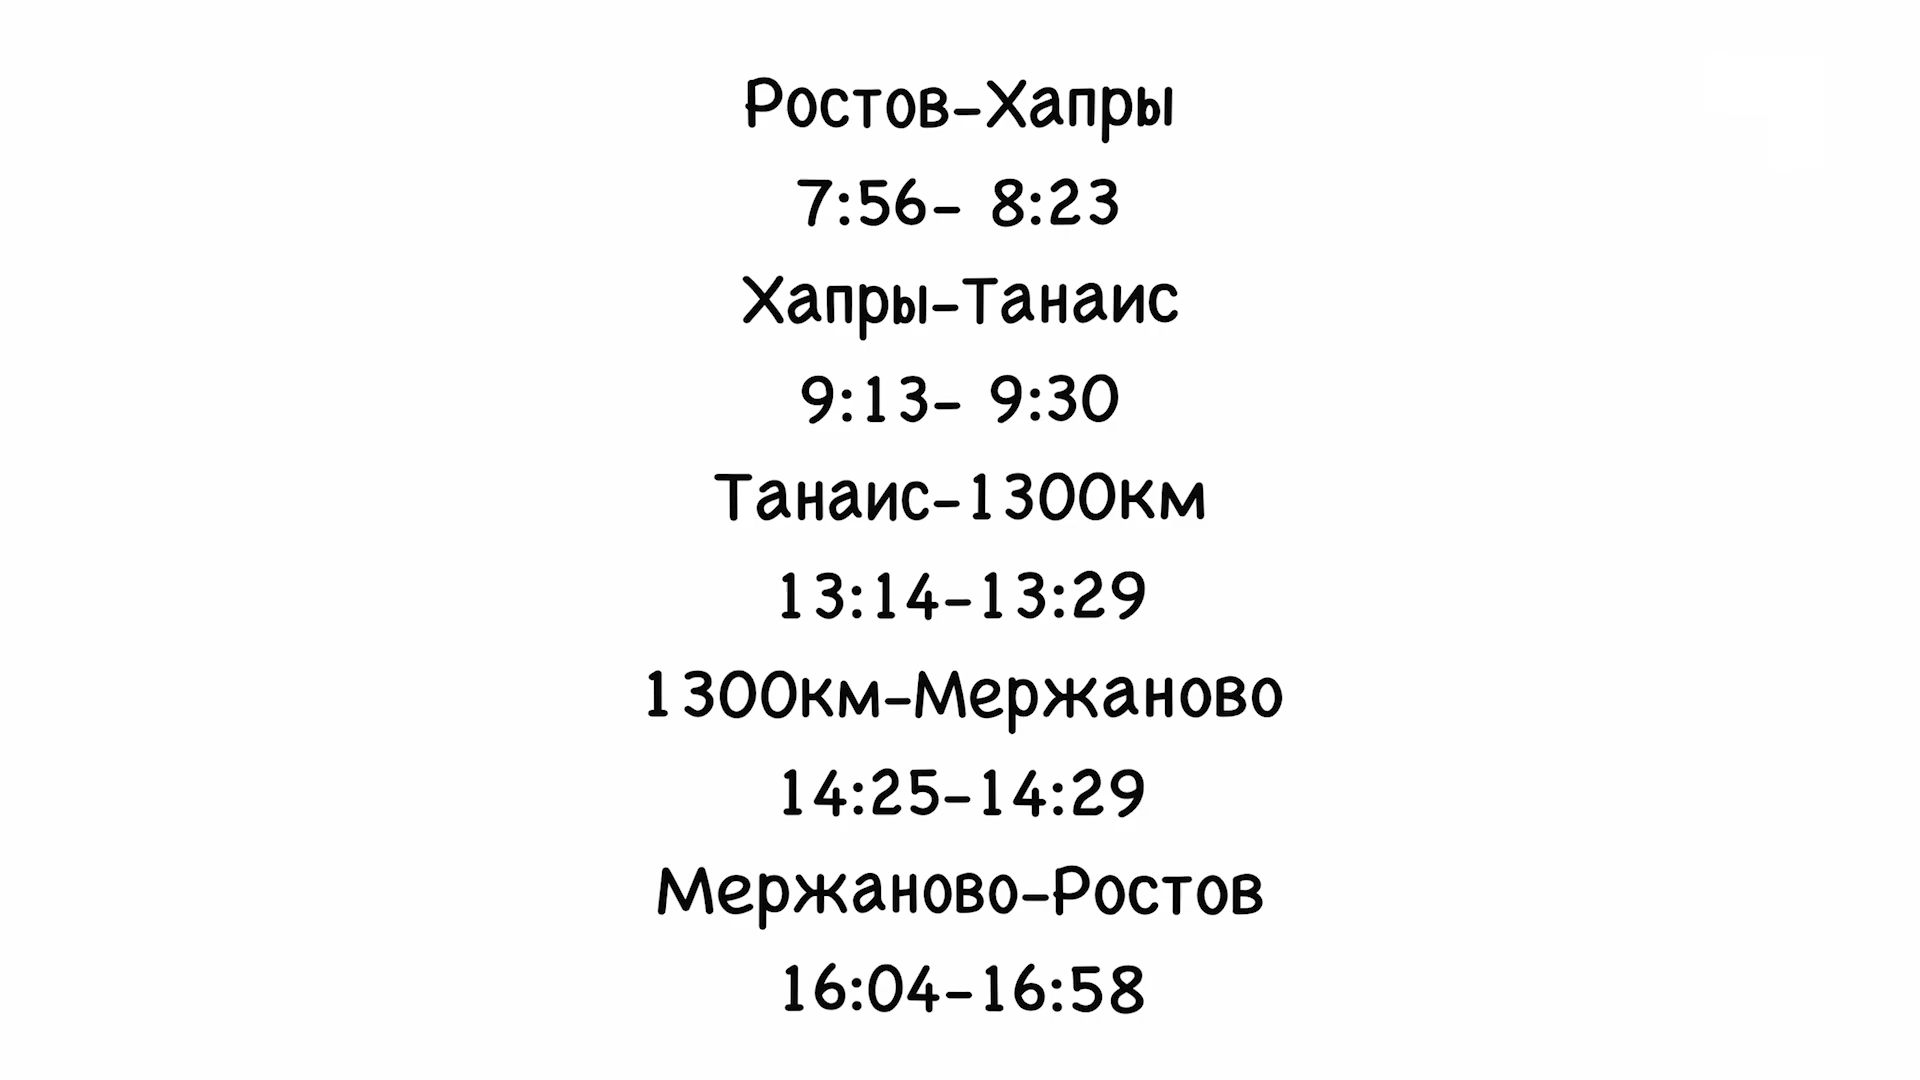 Ростов-Хапры
7:56- 8:23
Хапры-Танаис
9:13- 9:30
Танаис-1300км
13:14-13:29
1300км-Мержаново
14:25-14:29
Мержаново-Ростов
16:04-16:58